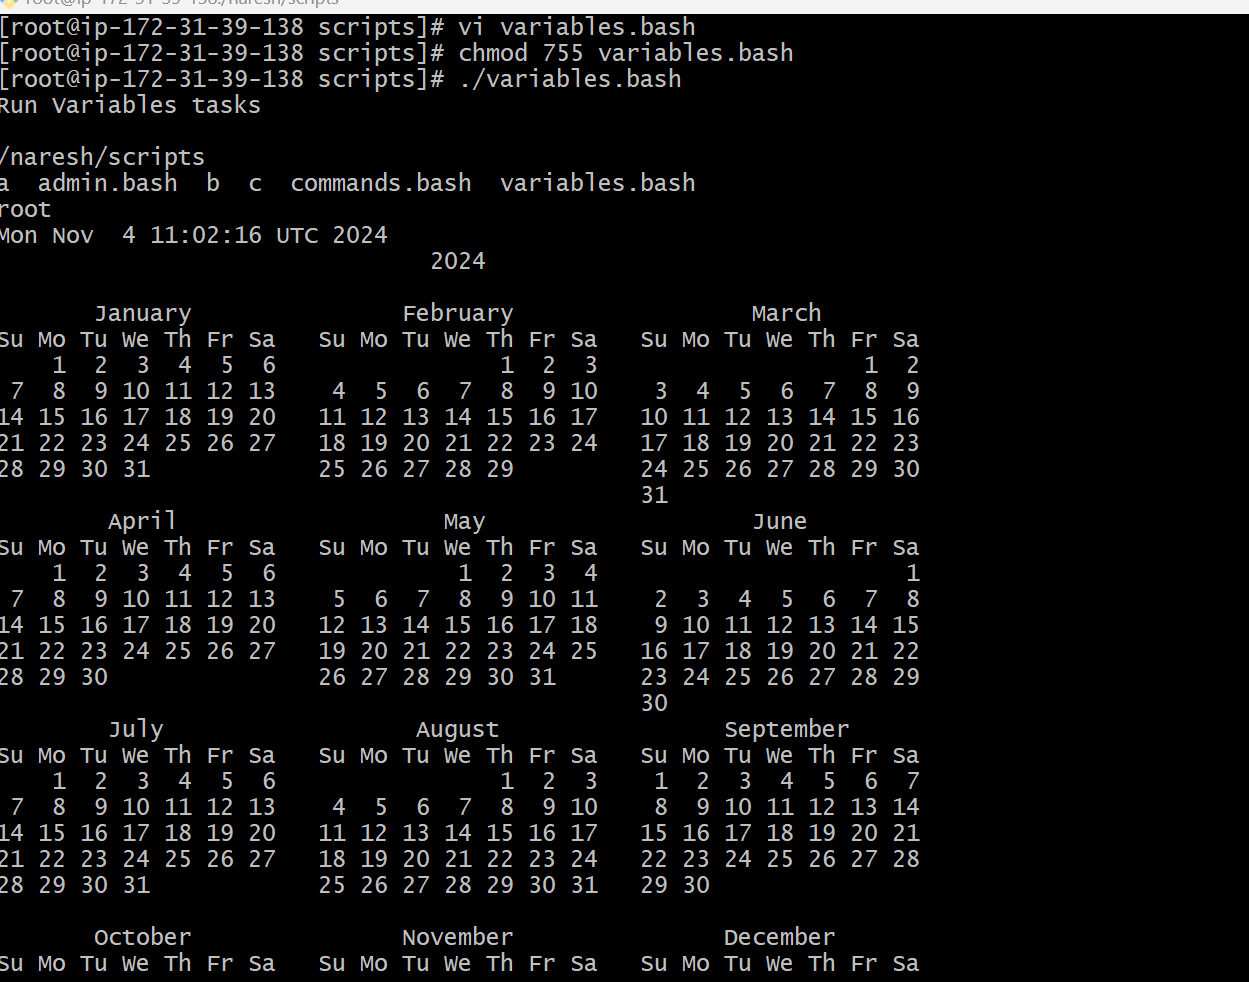 root@ip-172-31-39-138:/naresh/scripts
[root@ip-172-31-39-138 scripts]# vi variables.bash
[root@ip-172-31-39-138 scripts]# chmod 755 variables.bash
[root@ip-172-31-39-138 scripts]# ./variables.bash
Run Variables tasks
/naresh/scripts
a  admin.bash  b  c  commands.bash  variables.bash
root
Mon Nov  4 11:02:16 UTC 2024
                               2024
       January               February                 March
Su Mo Tu We Th Fr Sa   Su Mo Tu We Th Fr Sa   Su Mo Tu We Th Fr Sa
    1  2  3  4  5  6                1  2  3                   1  2
 7  8  9 10 11 12 13    4  5  6  7  8  9 10    3  4  5  6  7  8  9
14 15 16 17 18 19 20   11 12 13 14 15 16 17   10 11 12 13 14 15 16
21 22 23 24 25 26 27   18 19 20 21 22 23 24   17 18 19 20 21 22 23
28 29 30 31            25 26 27 28 29         24 25 26 27 28 29 30
                                              31
        April                   May                   June
Su Mo Tu We Th Fr Sa   Su Mo Tu We Th Fr Sa   Su Mo Tu We Th Fr Sa
    1  2  3  4  5  6             1  2  3  4                      1
 7  8  9 10 11 12 13    5  6  7  8  9 10 11    2  3  4  5  6  7  8
14 15 16 17 18 19 20   12 13 14 15 16 17 18    9 10 11 12 13 14 15
21 22 23 24 25 26 27   19 20 21 22 23 24 25   16 17 18 19 20 21 22
28 29 30               26 27 28 29 30 31      23 24 25 26 27 28 29
                                              30
        July                  August                September
Su Mo Tu We Th Fr Sa   Su Mo Tu We Th Fr Sa   Su Mo Tu We Th Fr Sa
    1  2  3  4  5  6                1  2  3    1  2  3  4  5  6  7
 7  8  9 10 11 12 13    4  5  6  7  8  9 10    8  9 10 11 12 13 14
14 15 16 17 18 19 20   11 12 13 14 15 16 17   15 16 17 18 19 20 21
21 22 23 24 25 26 27   18 19 20 21 22 23 24   22 23 24 25 26 27 28
28 29 30 31            25 26 27 28 29 30 31   29 30
       October               November               December
Su Mo Tu We Th Fr Sa   Su Mo Tu We Th Fr Sa   Su Mo Tu We Th Fr Sa